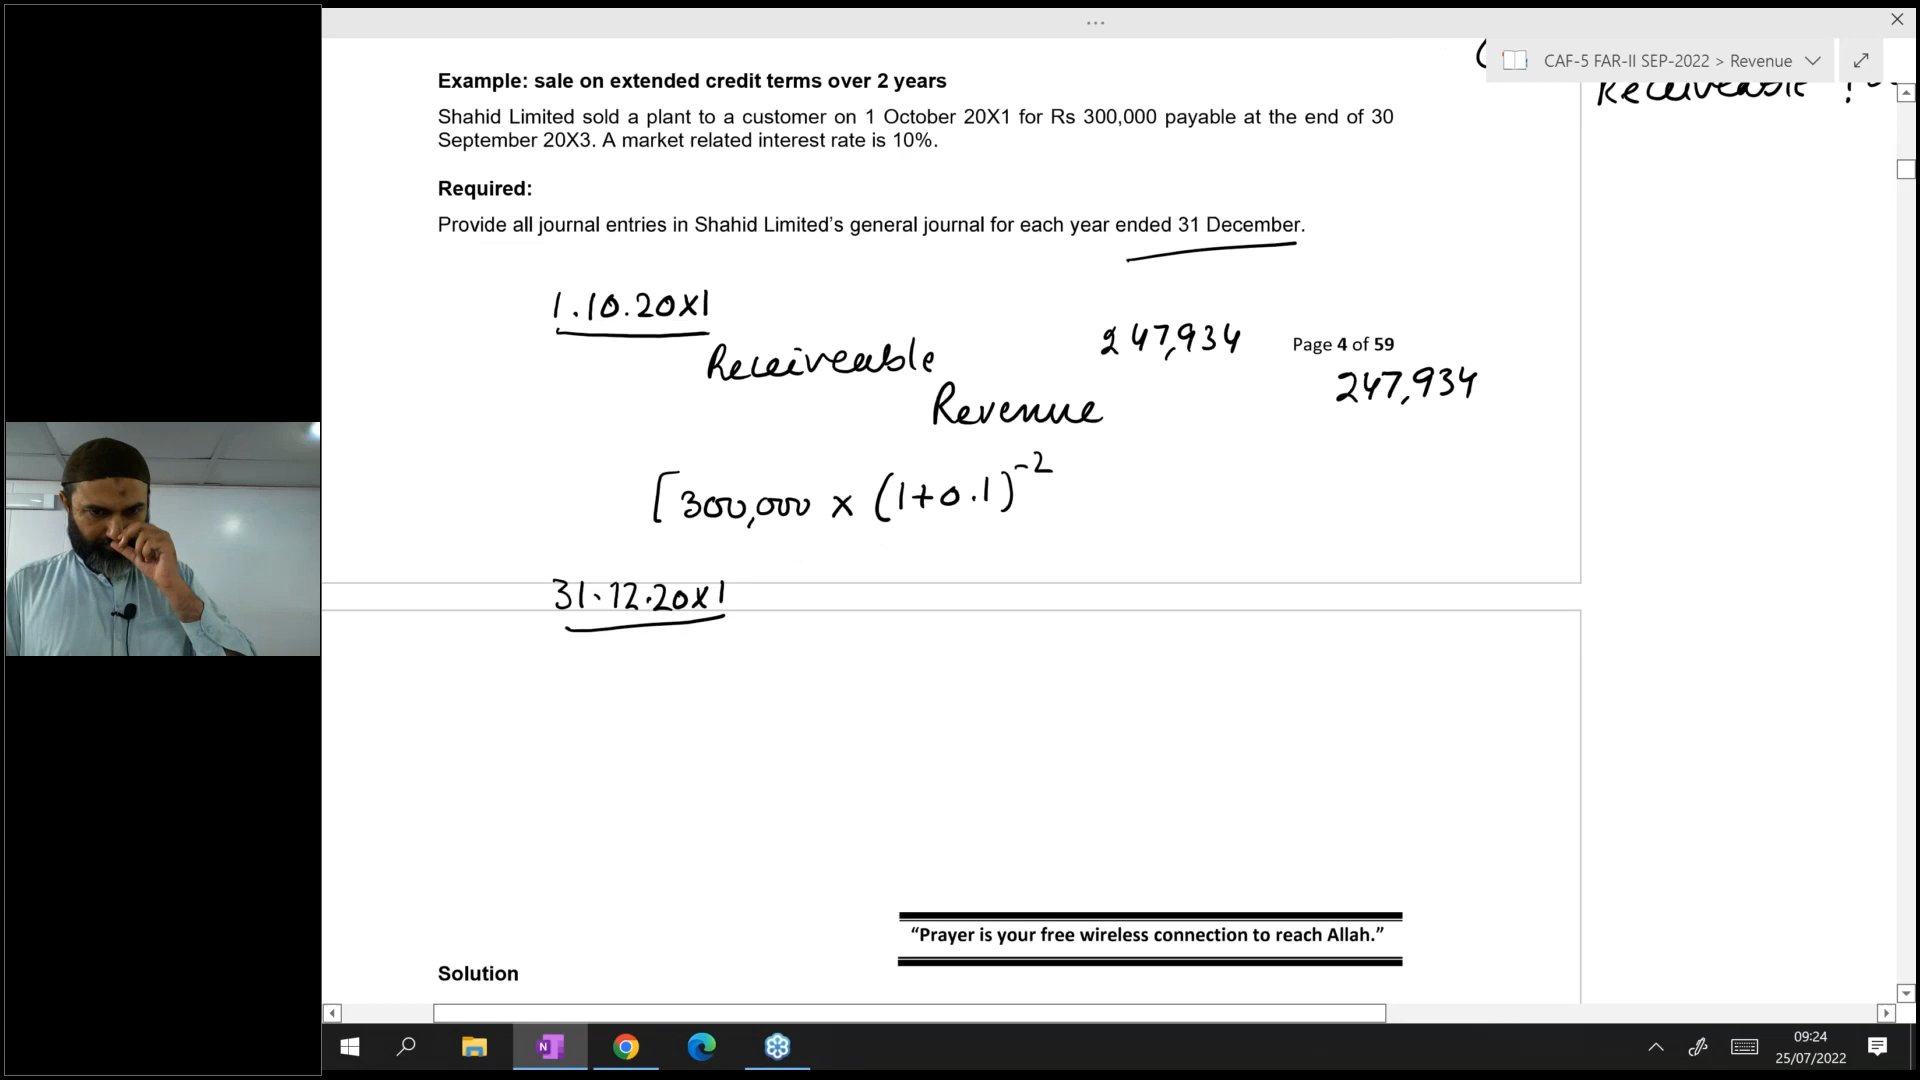 CAF-5 FAR-II SEP-2022 > Revenue
Receiveable
Example: sale on extended credit terms over 2 years
Shahid Limited sold a plant to a customer on 1 October 20X1 for Rs 300,000 payable at the end of 30
September 20X3. A market related interest rate is 10%.
Required:
Provide all journal entries in Shahid Limited’s general journal for each year ended 31 December.
1.10.20X1
Receiveable 247,934
Page 4 of 59
Revenue 247,934
[300,000 x (1+0.1)-2
31.12.20X1
“Prayer is your free wireless connection to reach Allah.”
Solution
09:24
25/07/2022